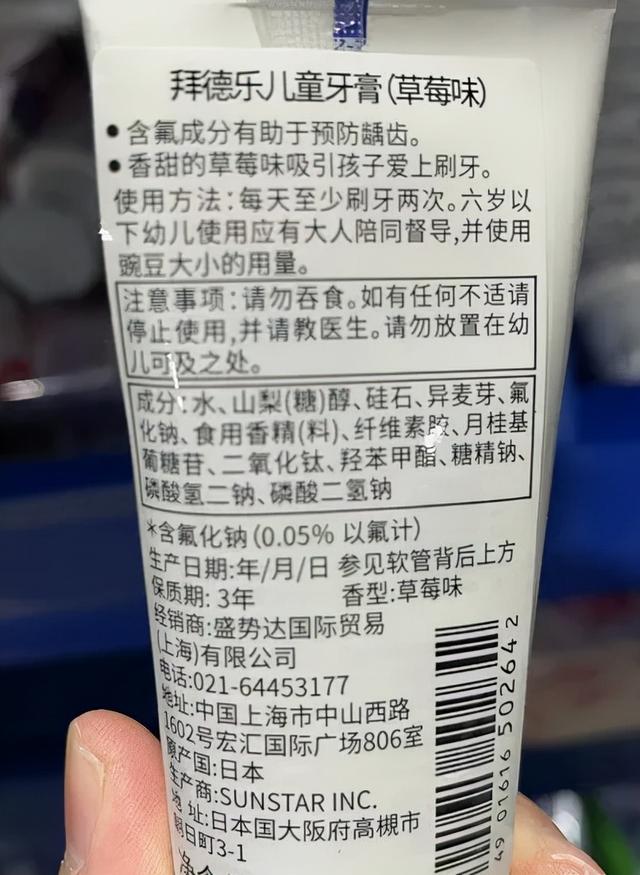 拜德乐儿童牙膏(草莓味)
● 含氟成分有助于预防龋齿。
● 香甜的草莓味吸引孩子爱上刷牙。
使用方法:每天至少刷牙两次。六岁以
下幼儿使用应有大人陪同督导,并使用
豌豆大小的用量。
注意事项:请勿吞食。如有任何不适请
停止使用,并请教医生。请勿放置在幼
儿可及之处。
成分:水、山梨(糖)醇、硅石、异麦芽、氟
化钠、食用香精(料)、纤维素胶、月桂基
葡糖苷、二氧化钛、羟苯甲酯、糖精钠、
磷酸氢二钠、磷酸二氢钠
*含氟化钠(0.05% 以氟计)
生产日期:年/月/日 参见软管背后上方
保质期: 3年 香型:草莓味
经销商:盛势达国际贸易
(上海)有限公司
电话:021-64453177
地址:中国上海市中山西路
1602号宏汇国际广场806室
原产国:日本
生产商:SUNSTAR INC.
地 址:日本国大阪府高槻市
朝日町3-1
净含
49 01616 502642